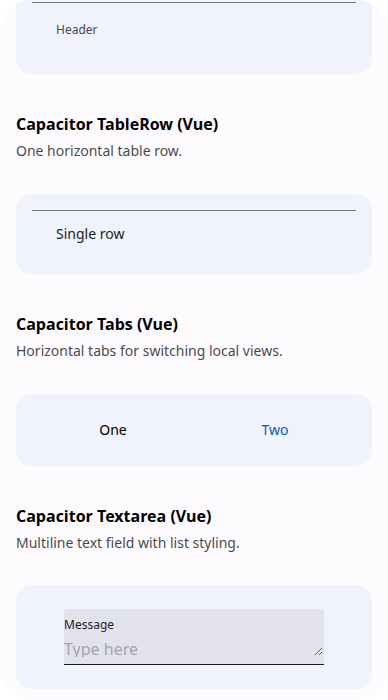 Header
Capacitor TableRow (Vue)
One horizontal table row.
Single row
Capacitor Tabs (Vue)
Horizontal tabs for switching local views.
One Two
Capacitor Textarea (Vue)
Multiline text field with list styling.
Message
Type here